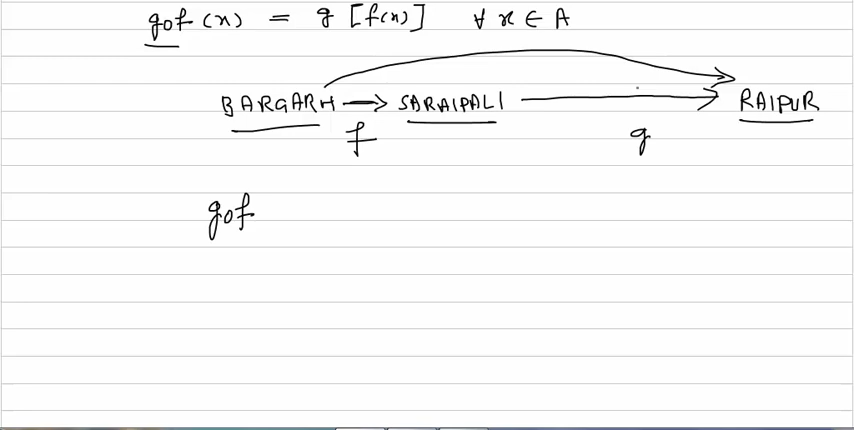 gof (x) = g [f(x)] ∀ x ∈ A
BARGARH → SARAIPALI → RAIPUR
f g
gof